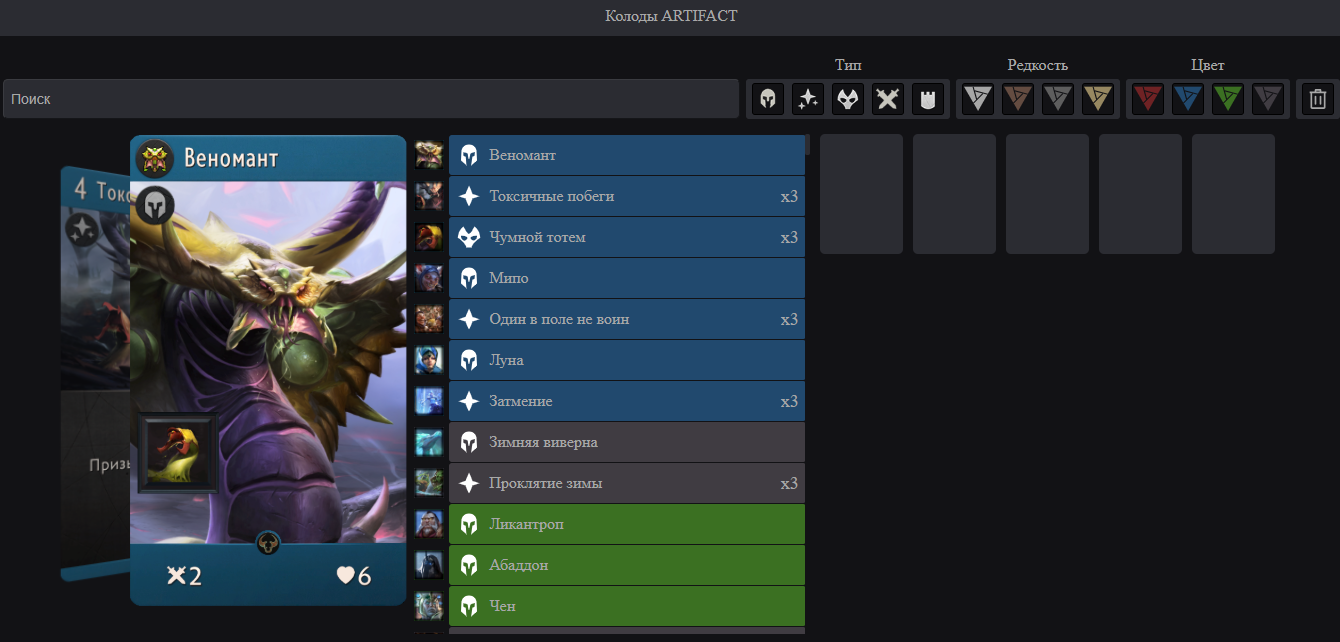 Колоды ARTIFACT
Тип
Редкость
Цвет
Поиск
Веномант
4 Токс
Призы
2
6
Веномант
Токсичные побеги x3
Чумной тотем x3
Мипо
Один в поле не воин x3
Луна
Затмение x3
Зимняя виверна
Проклятие зимы x3
Ликантроп
Абаддон
Чен